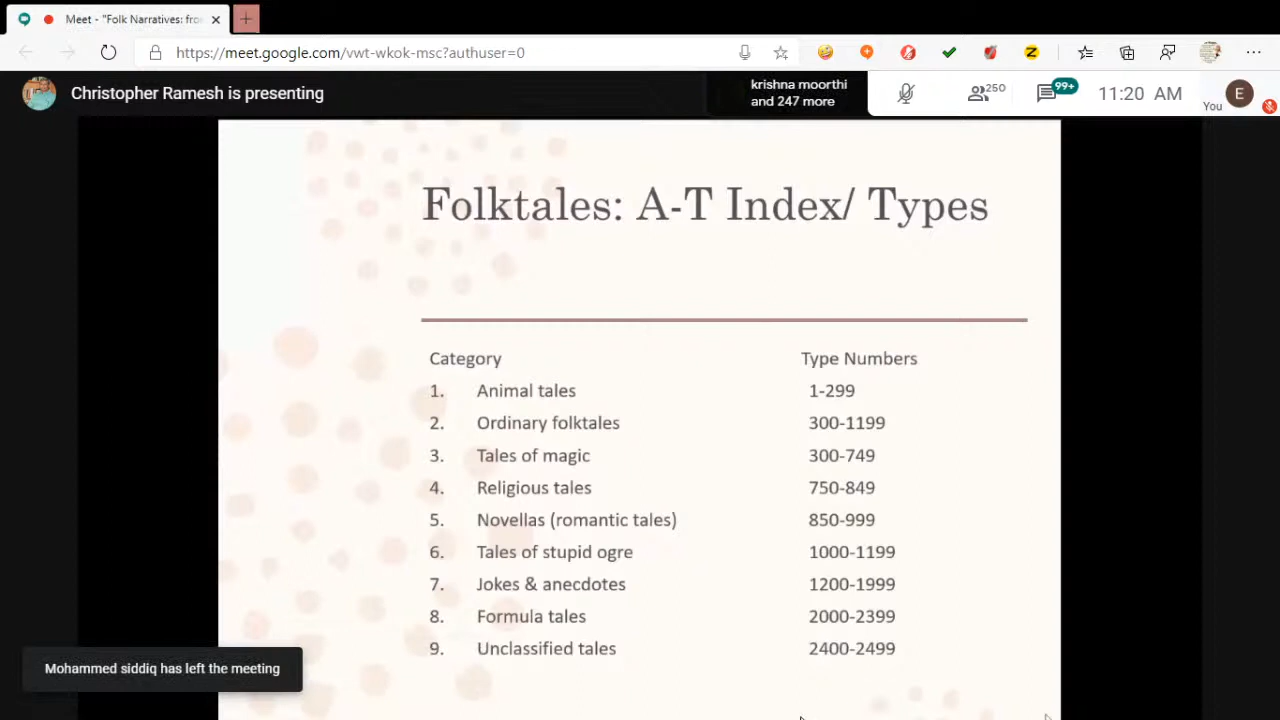 Meet - "Folk Narratives: fro
https://meet.google.com/vwt-wkok-msc?authuser=0
Christopher Ramesh is presenting
krishna moorthi
and 247 more
250
99+
11:20 AM
You
E
Folktales: A-T Index/ Types
Category Type Numbers
1. Animal tales 1-299
2. Ordinary folktales 300-1199
3. Tales of magic 300-749
4. Religious tales 750-849
5. Novellas (romantic tales) 850-999
6. Tales of stupid ogre 1000-1199
7. Jokes & anecdotes 1200-1999
8. Formula tales 2000-2399
9. Unclassified tales 2400-2499
Mohammed siddiq has left the meeting